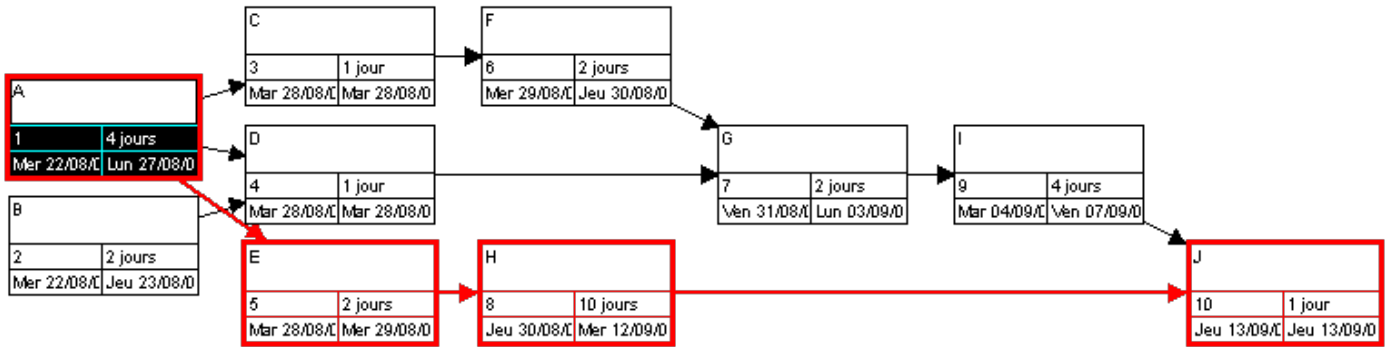 A
1 4 jours
Mer 22/08/0 Lun 27/08/0
B
2 2 jours
Mer 22/08/0 Jeu 23/08/0
C
3 1 jour
Mar 28/08/0 Mar 28/08/0
D
4 1 jour
Mar 28/08/0 Mar 28/08/0
E
5 2 jours
Mar 28/08/0 Mer 29/08/0
F
6 2 jours
Mer 29/08/0 Jeu 30/08/0
H
8 10 jours
Jeu 30/08/0 Mer 12/09/0
G
7 2 jours
Ven 31/08/0 Lun 03/09/0
I
9 4 jours
Mar 04/09/0 Ven 07/09/0
J
10 1 jour
Jeu 13/09/0 Jeu 13/09/0